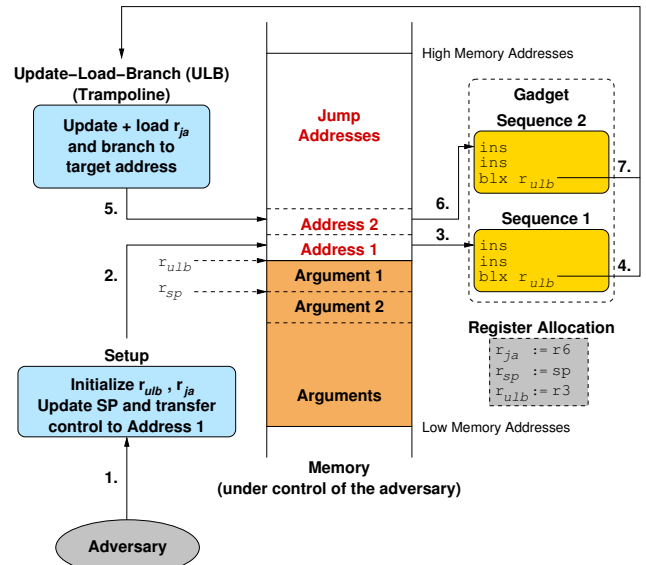 High Memory Addresses
Update–Load–Branch (ULB)
(Trampoline)
Update + load r_ja
and branch to
target address
5.
Jump
Addresses
Address 2
Address 1
Gadget
Sequence 2
ins
ins
blx r_ulb
7.
6.
Sequence 1
ins
ins
blx r_ulb
4.
3.
2.
r_ulb
r_sp
Argument 1
Argument 2
Arguments
Register Allocation
r_ja := r6
r_sp := sp
r_ulb := r3
Setup
Initialize r_ulb , r_ja
Update SP and transfer
control to Address 1
Low Memory Addresses
Memory
(under control of the adversary)
1.
Adversary